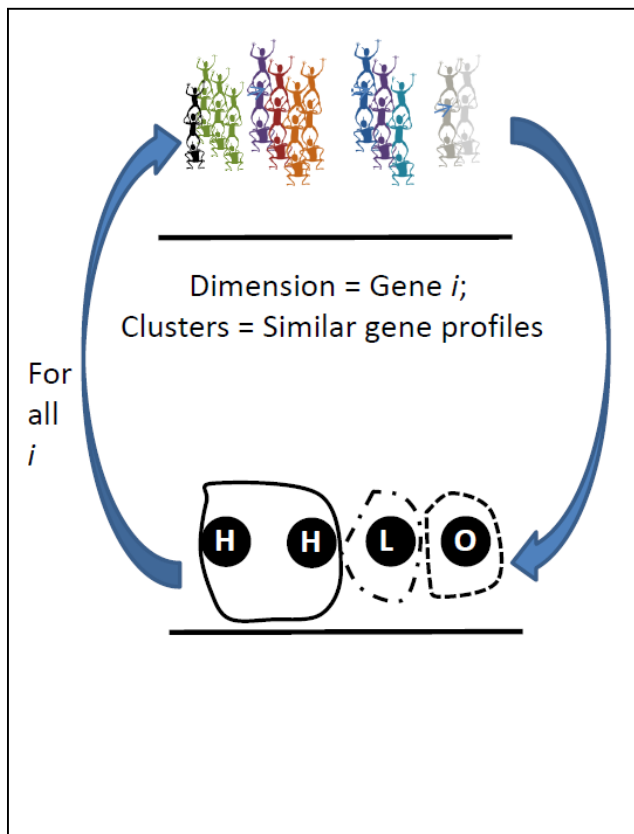 Dimension = Gene i;
Clusters = Similar gene profiles
For
all
i
H H L O